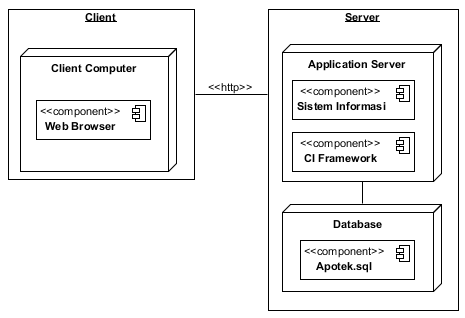 Client
Client Computer
<<component>>
Web Browser
<<http>>
Server
Application Server
<<component>>
Sistem Informasi
<<component>>
CI Framework
Database
<<component>>
Apotek.sql